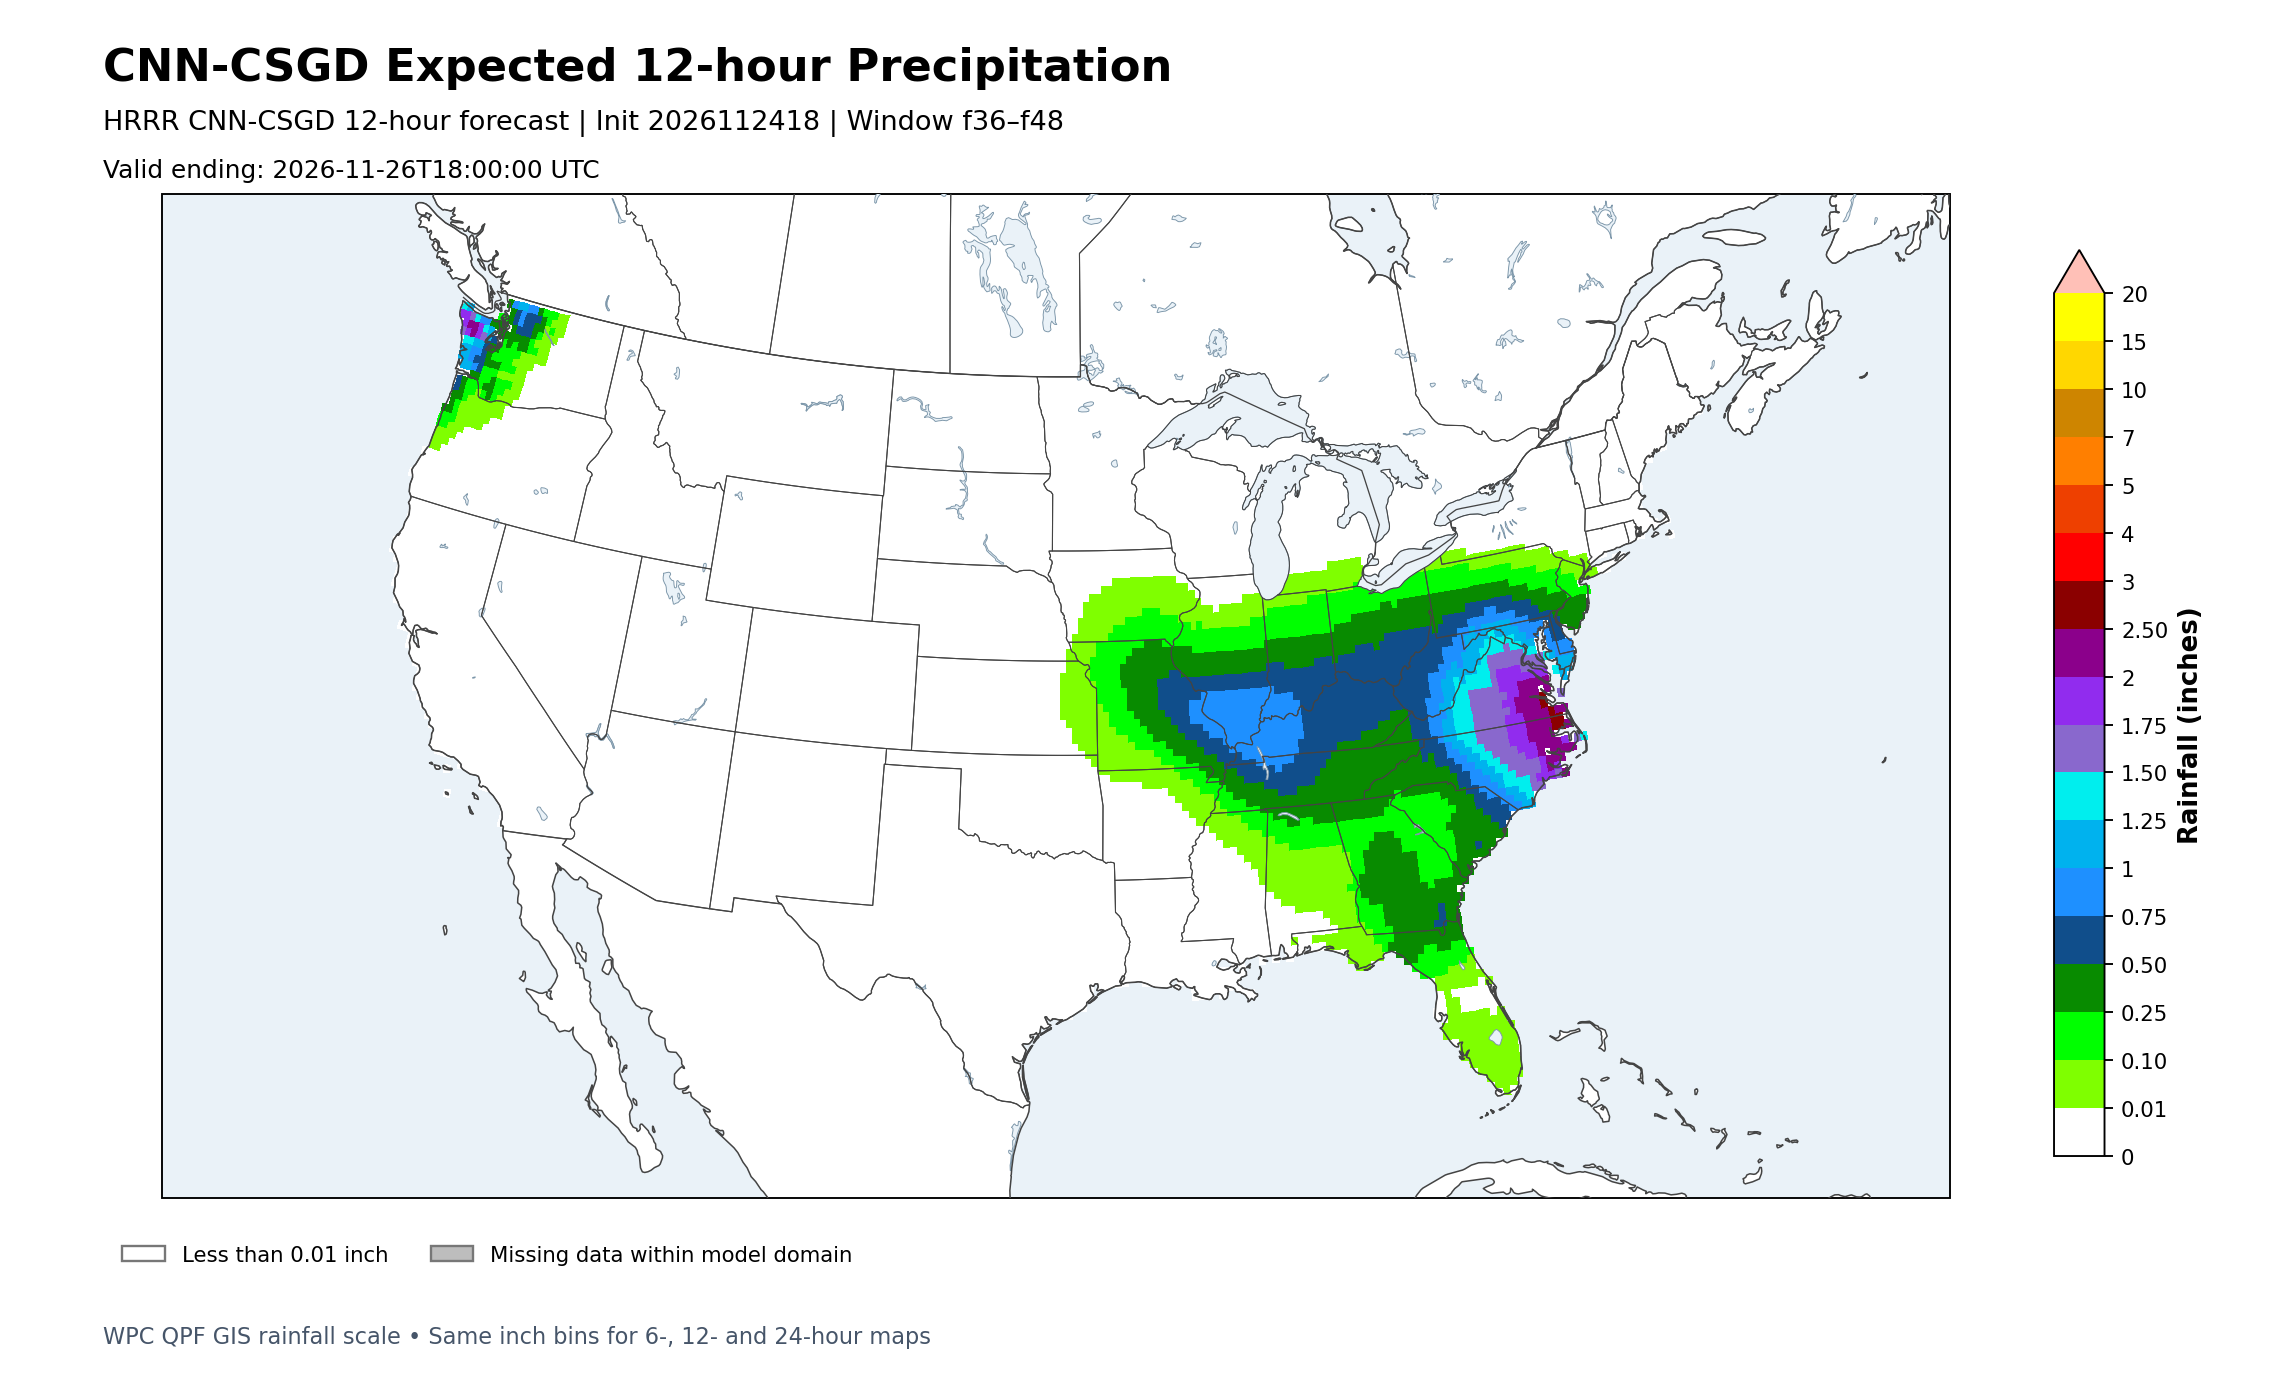 CNN-CSGD Expected 12-hour Precipitation
HRRR CNN-CSGD 12-hour forecast | Init 2026112418 | Window f36–f48
Valid ending: 2026-11-26T18:00:00 UTC
20
15
10
7
5
4
3
2.50
2
1.75
1.50
1.25
1
0.75
0.50
0.25
0.10
0.01
0
Rainfall (inches)
Less than 0.01 inch
Missing data within model domain
WPC QPF GIS rainfall scale • Same inch bins for 6-, 12- and 24-hour maps